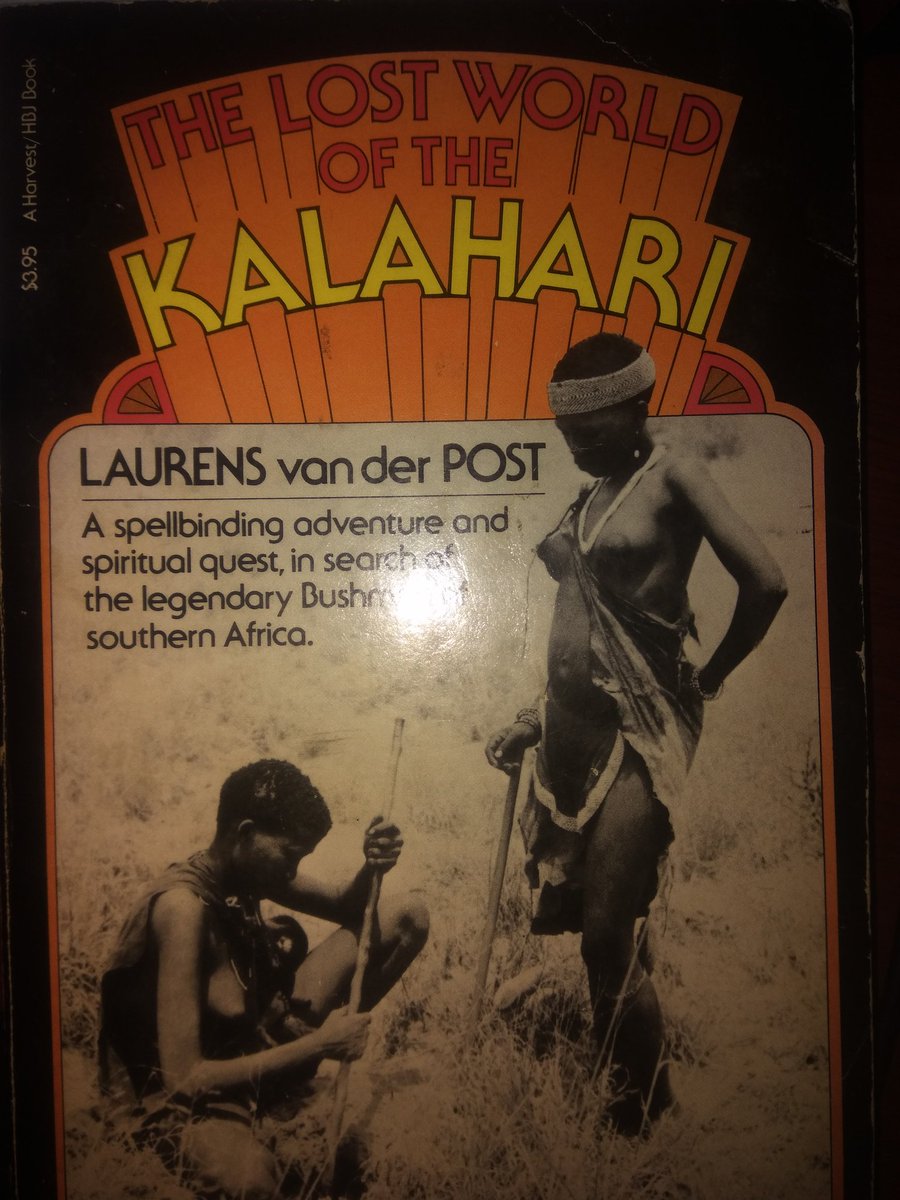 A Harvest/HBJ Book
$3.95
THE LOST WORLD
OF THE
KALAHARI
LAURENS van der POST
A spellbinding adventure and
spiritual quest, in search of
the legendary
southern Africa.